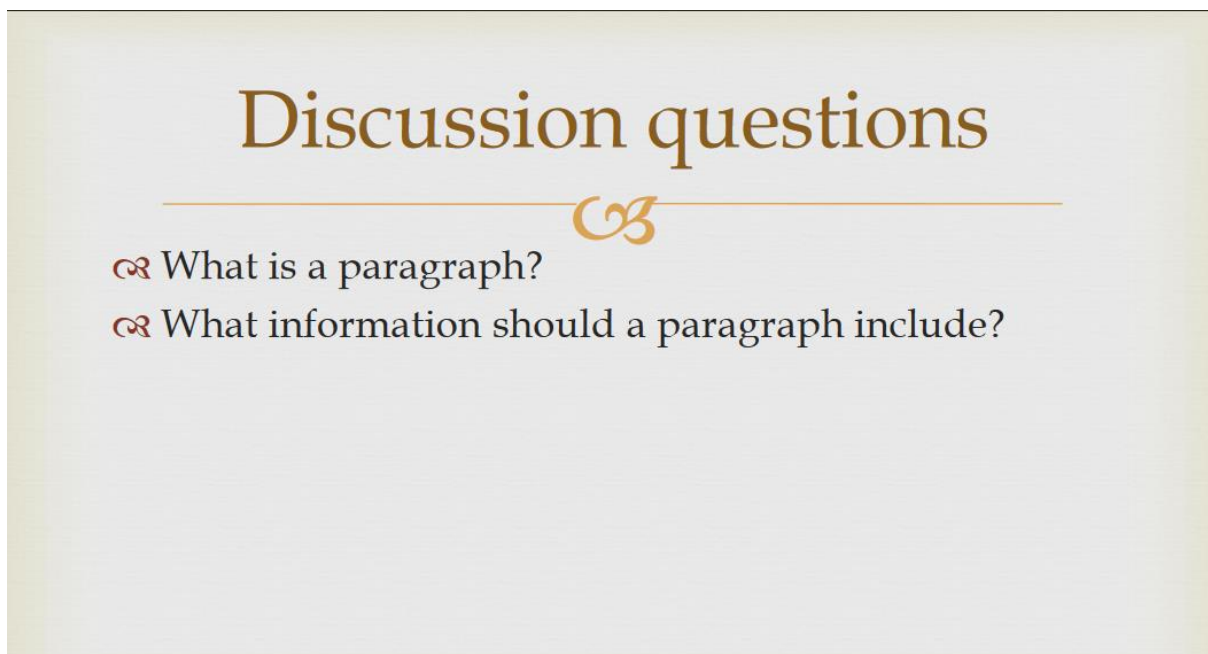 Discussion questions
What is a paragraph?
What information should a paragraph include?